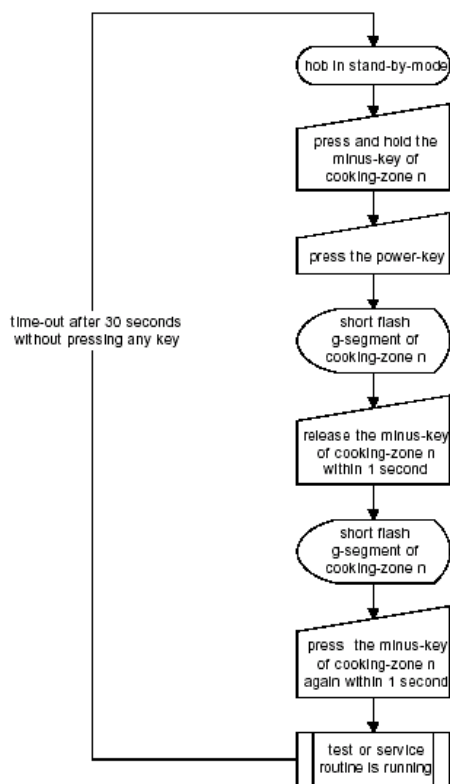 hob in stand-by-mode
press and hold the
minus-key of
cooking-zone n
press the power-key
time-out after 30 seconds
without pressing any key
short flash
g-segment of
cooking-zone n
release the minus-key
of cooking-zone n
within 1 second
short flash
g-segment of
cooking-zone n
press the minus-key
of cooking-zone n
again within 1 second
test or service
routine is running